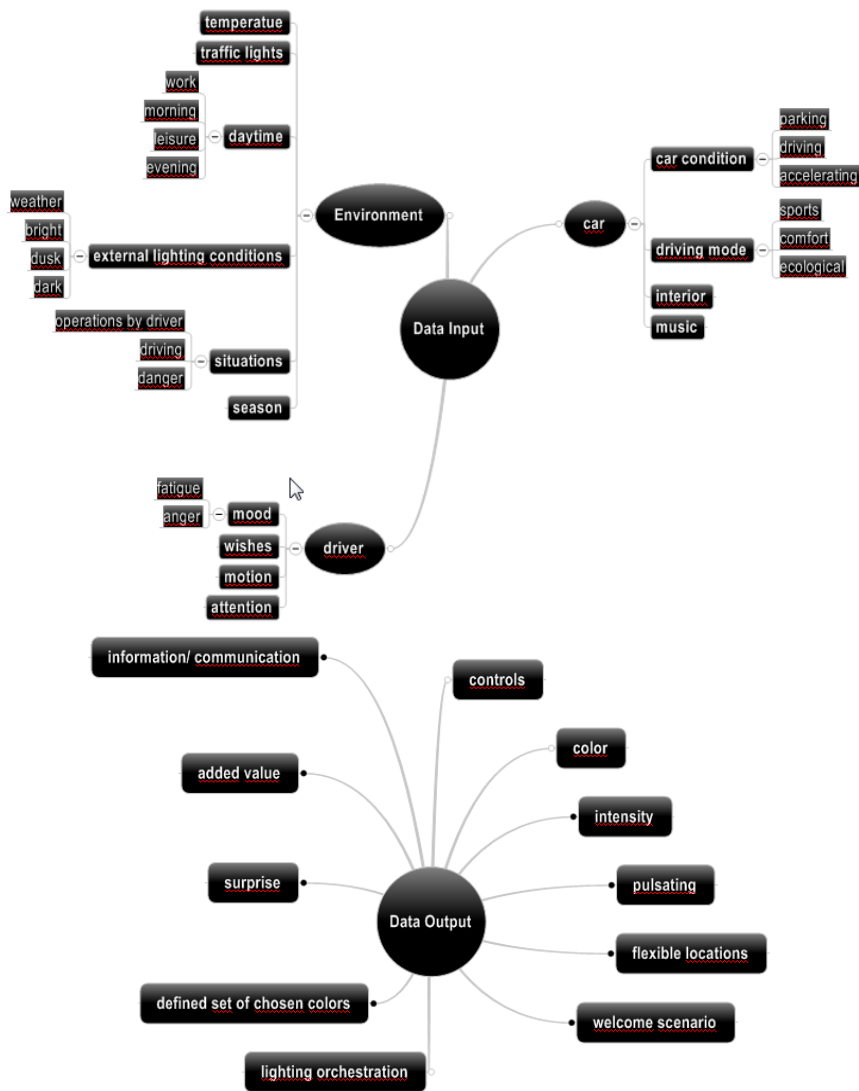 temperatue
traffic lights
work
morning
leisure
evening
daytime
weather
bright
dusk
dark
external lighting conditions
operations by driver
driving
danger
situations
season
Environment
Data Input
car
car condition
parking
driving
accelerating
driving mode
sports
comfort
ecological
interior
music
fatigue
anger
mood
wishes
motion
attention
driver
information/ communication
controls
color
added value
intensity
surprise
pulsating
Data Output
flexible locations
defined set of chosen colors
welcome scenario
lighting orchestration